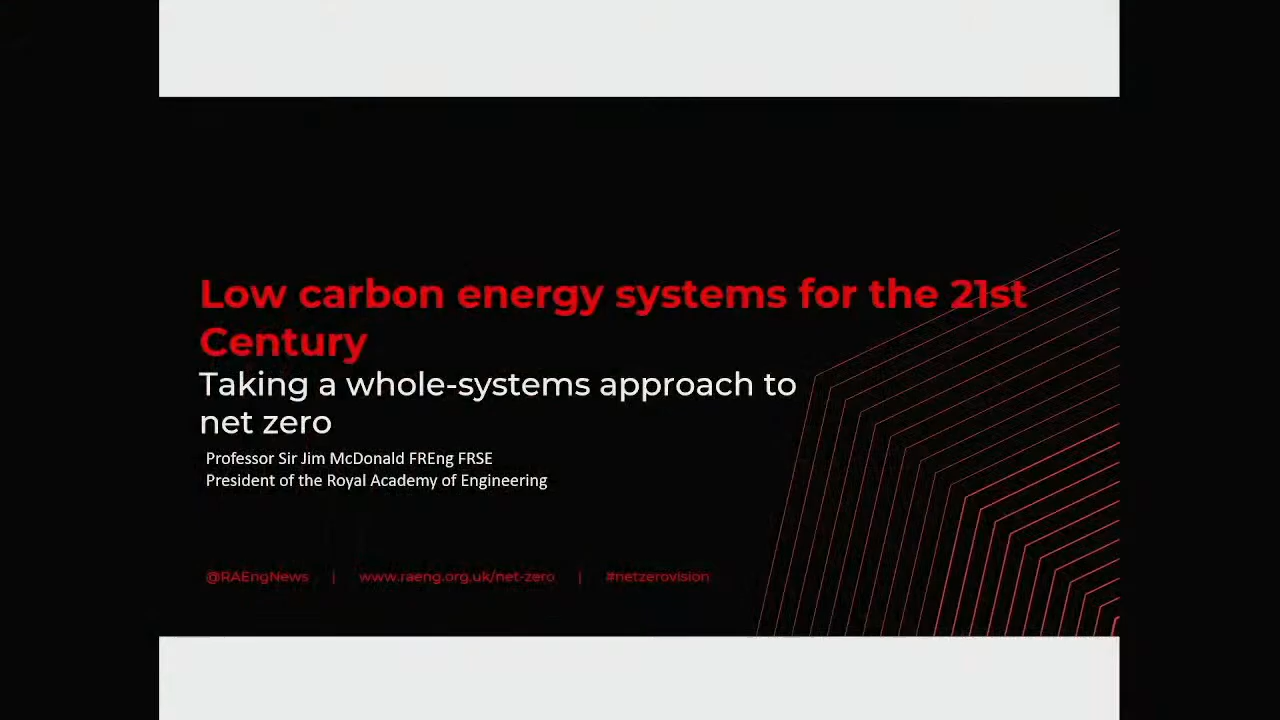 Low carbon energy systems for the 21st
Century
Taking a whole-systems approach to
net zero
Professor Sir Jim McDonald FREng FRSE
President of the Royal Academy of Engineering
@RAEngNews | www.raeng.org.uk/net-zero | #netzerovision